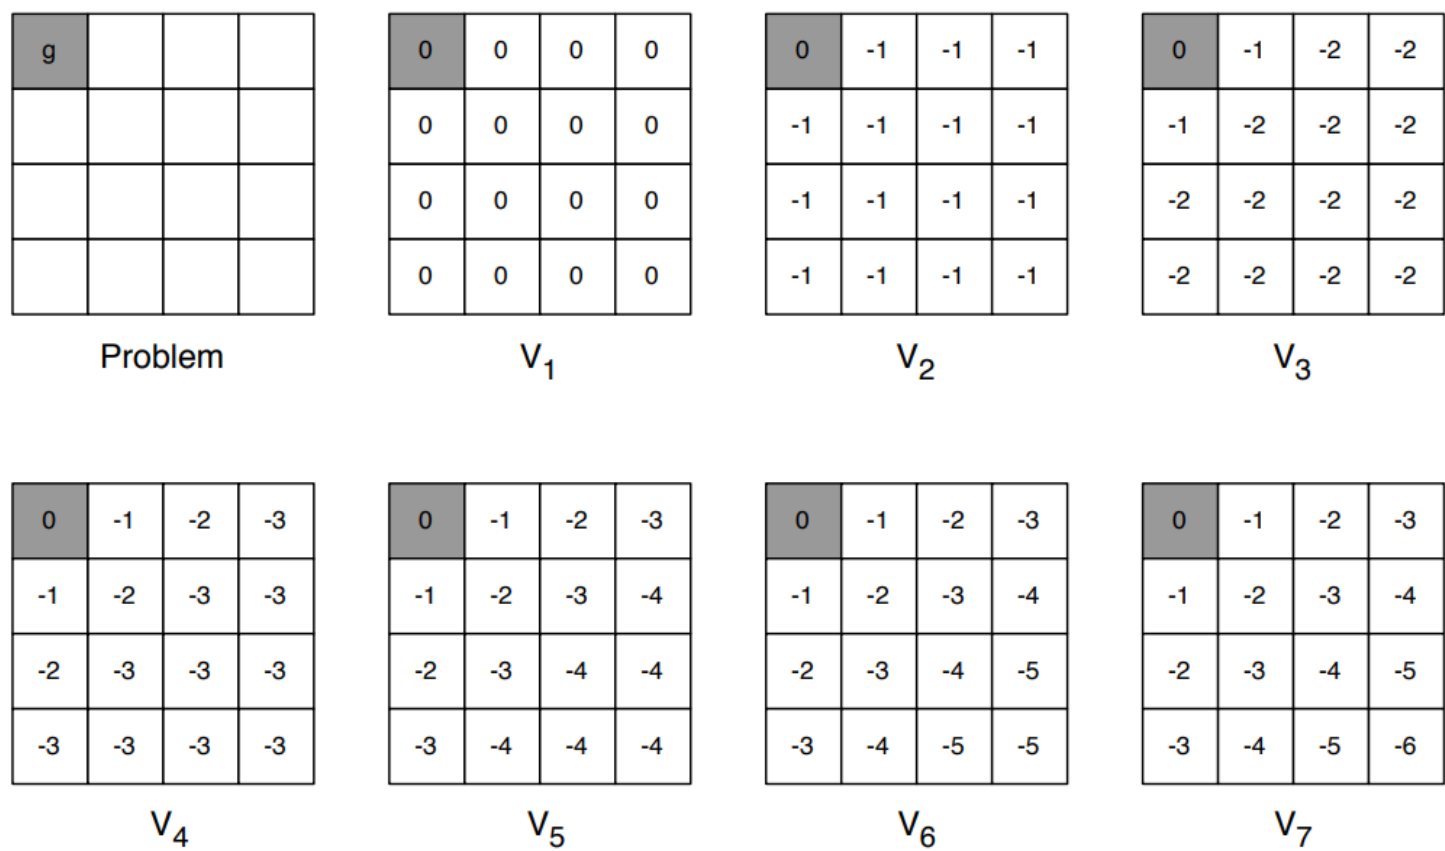 g 0 0 0 0 0 -1 -1 -1 0 -1 -2 -2
0 0 0 0 -1 -1 -1 -1 -1 -2 -2 -2
0 0 0 0 -1 -1 -1 -1 -2 -2 -2 -2
0 0 0 0 -1 -1 -1 -1 -2 -2 -2 -2
Problem V1 V2 V3
0 -1 -2 -3 0 -1 -2 -3 0 -1 -2 -3 0 -1 -2 -3
-1 -2 -3 -3 -1 -2 -3 -4 -1 -2 -3 -4 -1 -2 -3 -4
-2 -3 -3 -3 -2 -3 -4 -4 -2 -3 -4 -5 -2 -3 -4 -5
-3 -3 -3 -3 -3 -4 -4 -4 -3 -4 -5 -5 -3 -4 -5 -6
V4 V5 V6 V7